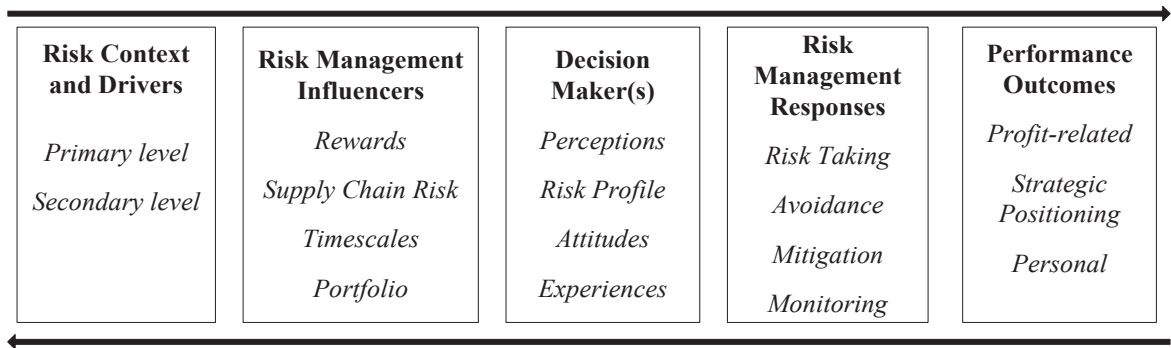 Risk Context
and Drivers
Primary level
Secondary level
Risk Management
Influencers
Rewards
Supply Chain Risk
Timescales
Portfolio
Decision
Maker(s)
Perceptions
Risk Profile
Attitudes
Experiences
Risk
Management
Responses
Risk Taking
Avoidance
Mitigation
Monitoring
Performance
Outcomes
Profit-related
Strategic
Positioning
Personal